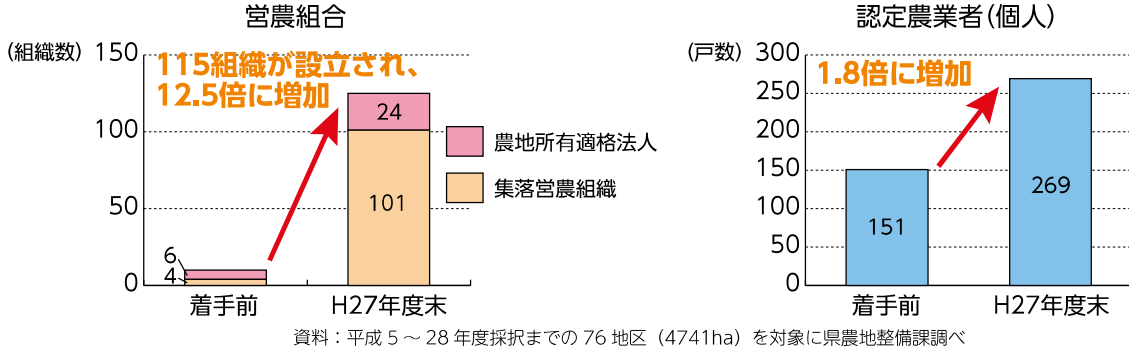 営農組合
(組織数)
150
100
50
0
115組織が設立され、
12.5倍に増加
24
101
6
4
着手前
H27年度末
農地所有適格法人
集落営農組織
認定農業者(個人)
(戸数)
300
250
200
150
100
50
0
1.8倍に増加
151
269
着手前
H27年度末
資料：平成 5 ～ 28 年度採択までの 76 地区（4741ha）を対象に県農地整備課調べ